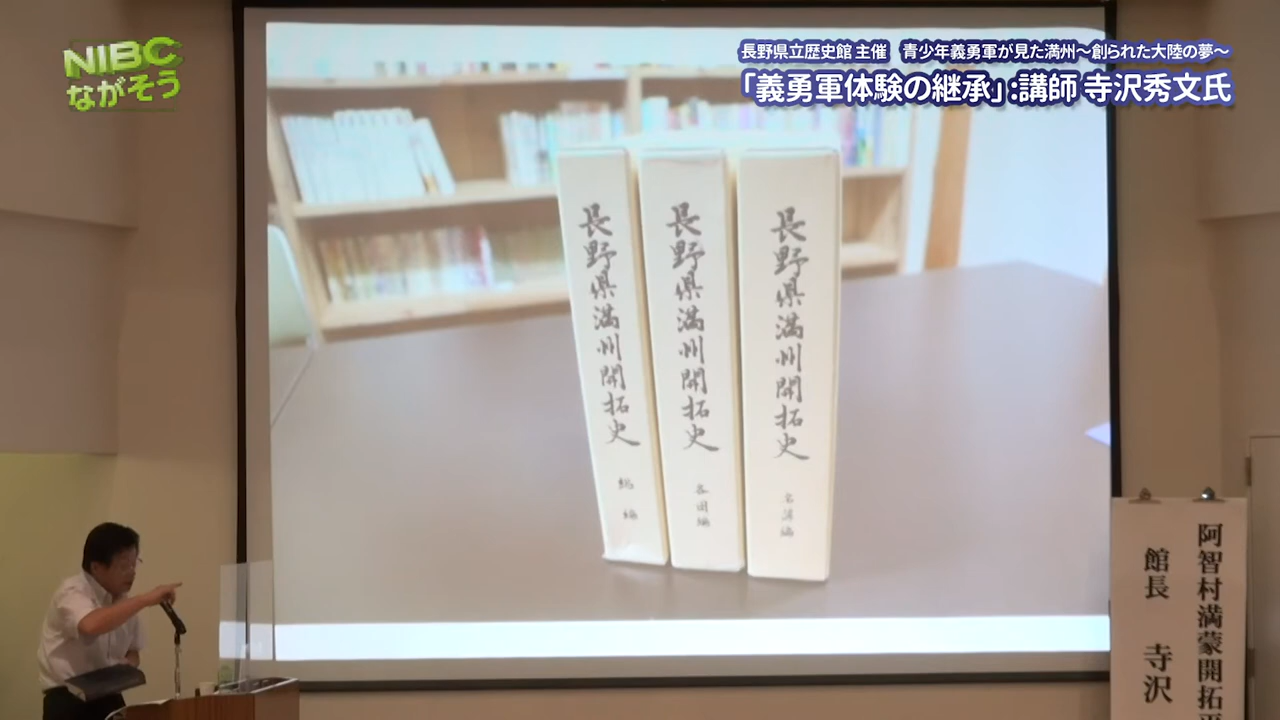 NIBC
ながそう
長野県立歴史館 主催　青少年義勇軍が見た満州～創られた大陸の夢～
「義勇軍体験の継承」:講師 寺沢秀文氏
長野県満州開拓史
総編
長野県満州開拓史
各団編
長野県満州開拓史
名簿編
阿智村満蒙開拓平
館長　寺沢